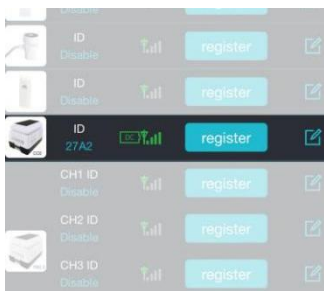 ID
Disable
register
ID
Disable
register
ID
27A2
DC
register
CH1 ID
Disable
register
CH2 ID
Disable
register
CH3 ID
Disable
register